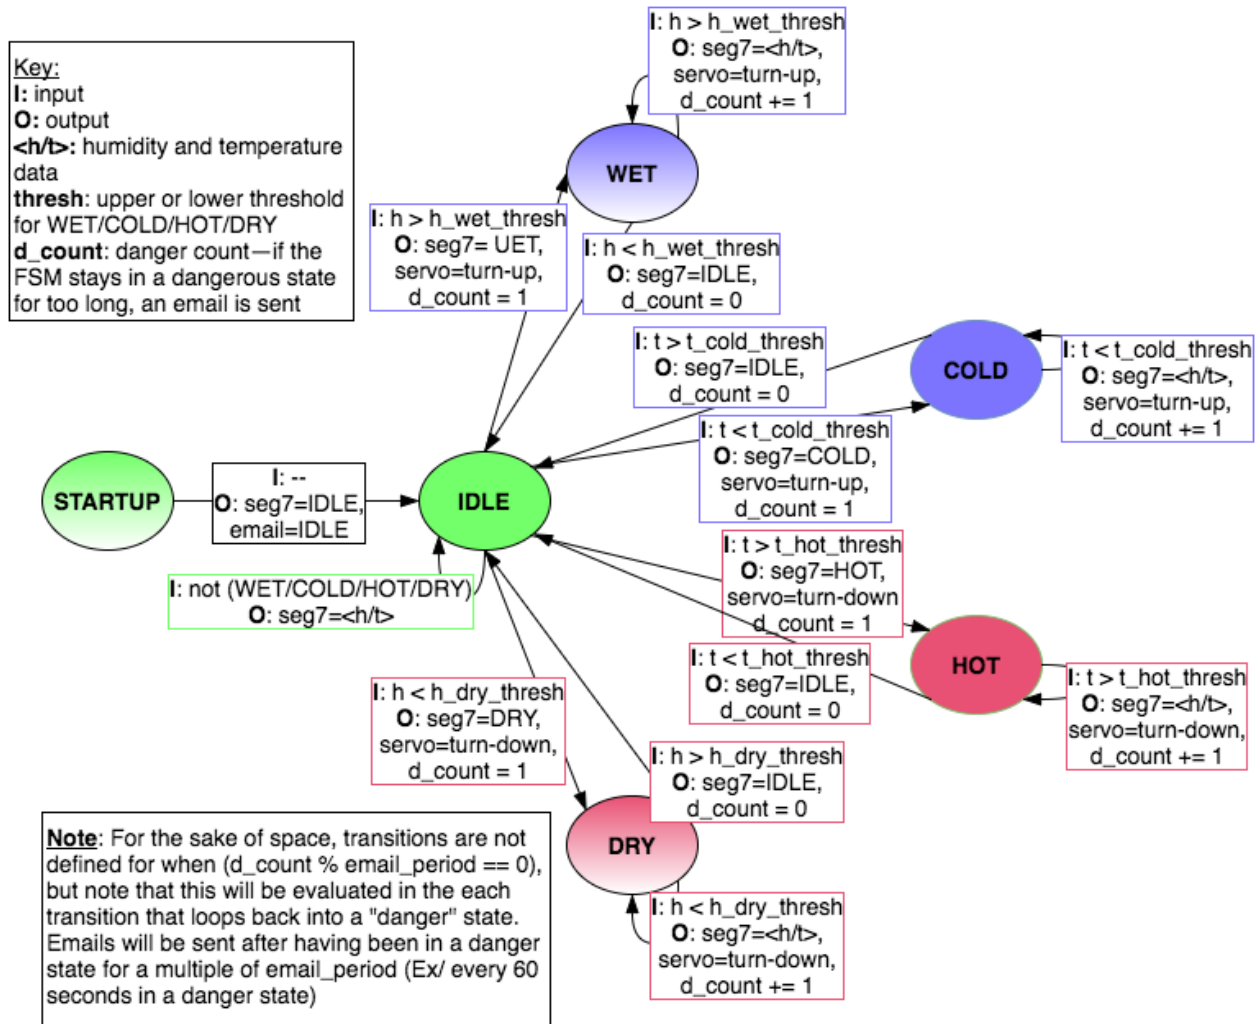 Key:
I: input
O: output
<h/t>: humidity and temperature
data
thresh: upper or lower threshold
for WET/COLD/HOT/DRY
d_count: danger count—if the
FSM stays in a dangerous state
for too long, an email is sent
I: h > h_wet_thresh
O: seg7=<h/t>,
servo=turn-up,
d_count += 1
WET
I: h > h_wet_thresh
O: seg7= UET,
servo=turn-up,
d_count = 1
I: h < h_wet_thresh
O: seg7=IDLE,
d_count = 0
I: t > t_cold_thresh
O: seg7=IDLE,
d_count = 0
COLD
I: t < t_cold_thresh
O: seg7=<h/t>,
servo=turn-up,
d_count += 1
I: t < t_cold_thresh
O: seg7=COLD,
servo=turn-up,
d_count = 1
STARTUP
I: --
O: seg7=IDLE,
email=IDLE
IDLE
I: not (WET/COLD/HOT/DRY)
O: seg7=<h/t>
I: t > t_hot_thresh
O: seg7=HOT,
servo=turn-down
d_count = 1
I: t < t_hot_thresh
O: seg7=IDLE,
d_count = 0
HOT
I: t > t_hot_thresh
O: seg7=<h/t>,
servo=turn-down,
d_count += 1
I: h < h_dry_thresh
O: seg7=DRY,
servo=turn-down,
d_count = 1
I: h > h_dry_thresh
O: seg7=IDLE,
d_count = 0
DRY
I: h < h_dry_thresh
O: seg7=<h/t>,
servo=turn-down,
d_count += 1
Note: For the sake of space, transitions are not
defined for when (d_count % email_period == 0),
but note that this will be evaluated in the each
transition that loops back into a "danger" state.
Emails will be sent after having been in a danger
state for a multiple of email_period (Ex/ every 60
seconds in a danger state)